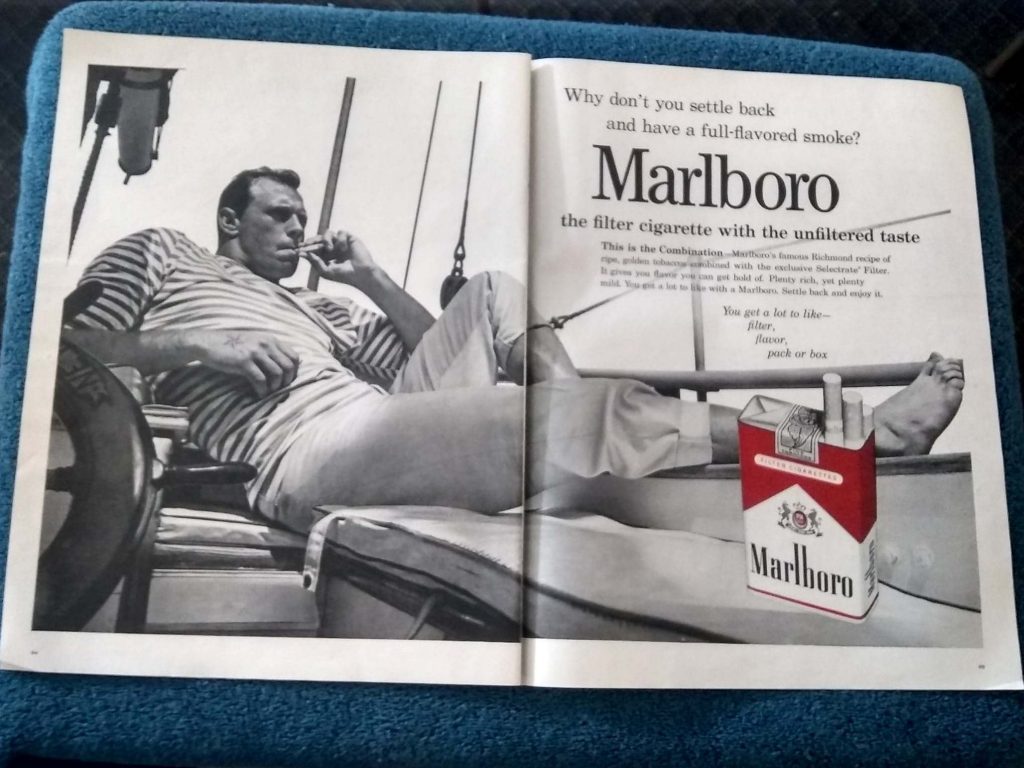 Why don't you settle back
and have a full-flavored smoke?
Marlboro
the filter cigarette with the unfiltered taste
This is the Combination—Marlboro's famous Richmond recipe of
ripe, golden tobaccos combined with the exclusive Selectrate® Filter.
It gives you flavor you can get hold of. Plenty rich, yet plenty
mild. You get a lot to like with a Marlboro. Settle back and enjoy it.
You get a lot to like—
filter,
flavor,
pack or box
FILTER CIGARETTES
Marlboro